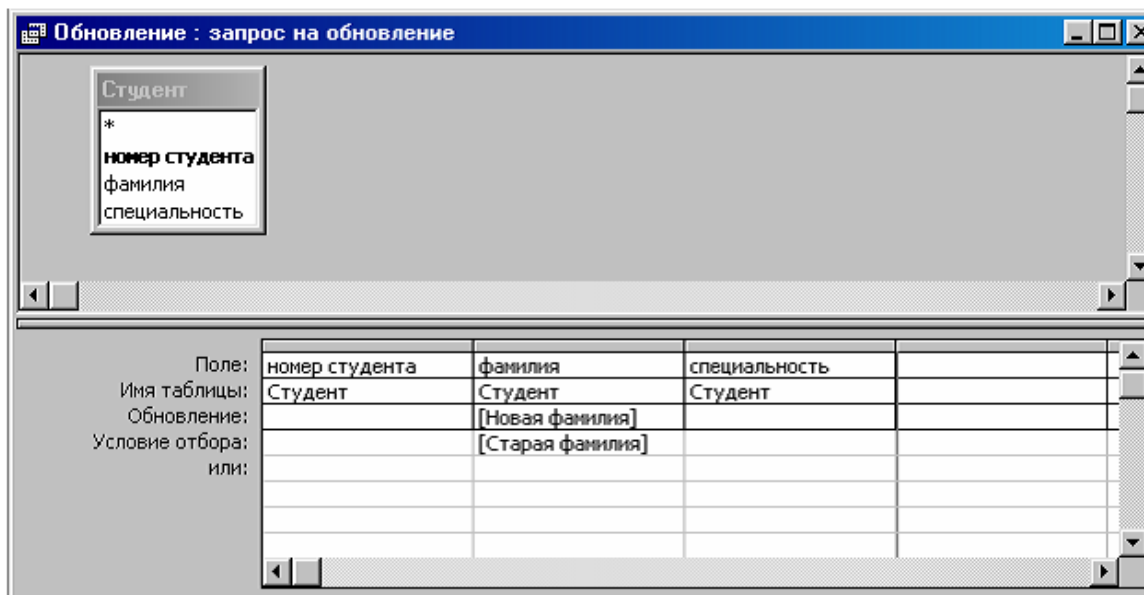 Обновление : запрос на обновление
Студент
*
номер студента
фамилия
специальность
Поле: номер студента фамилия специальность
Имя таблицы: Студент Студент Студент
Обновление: [Новая фамилия]
Условие отбора: [Старая фамилия]
или: